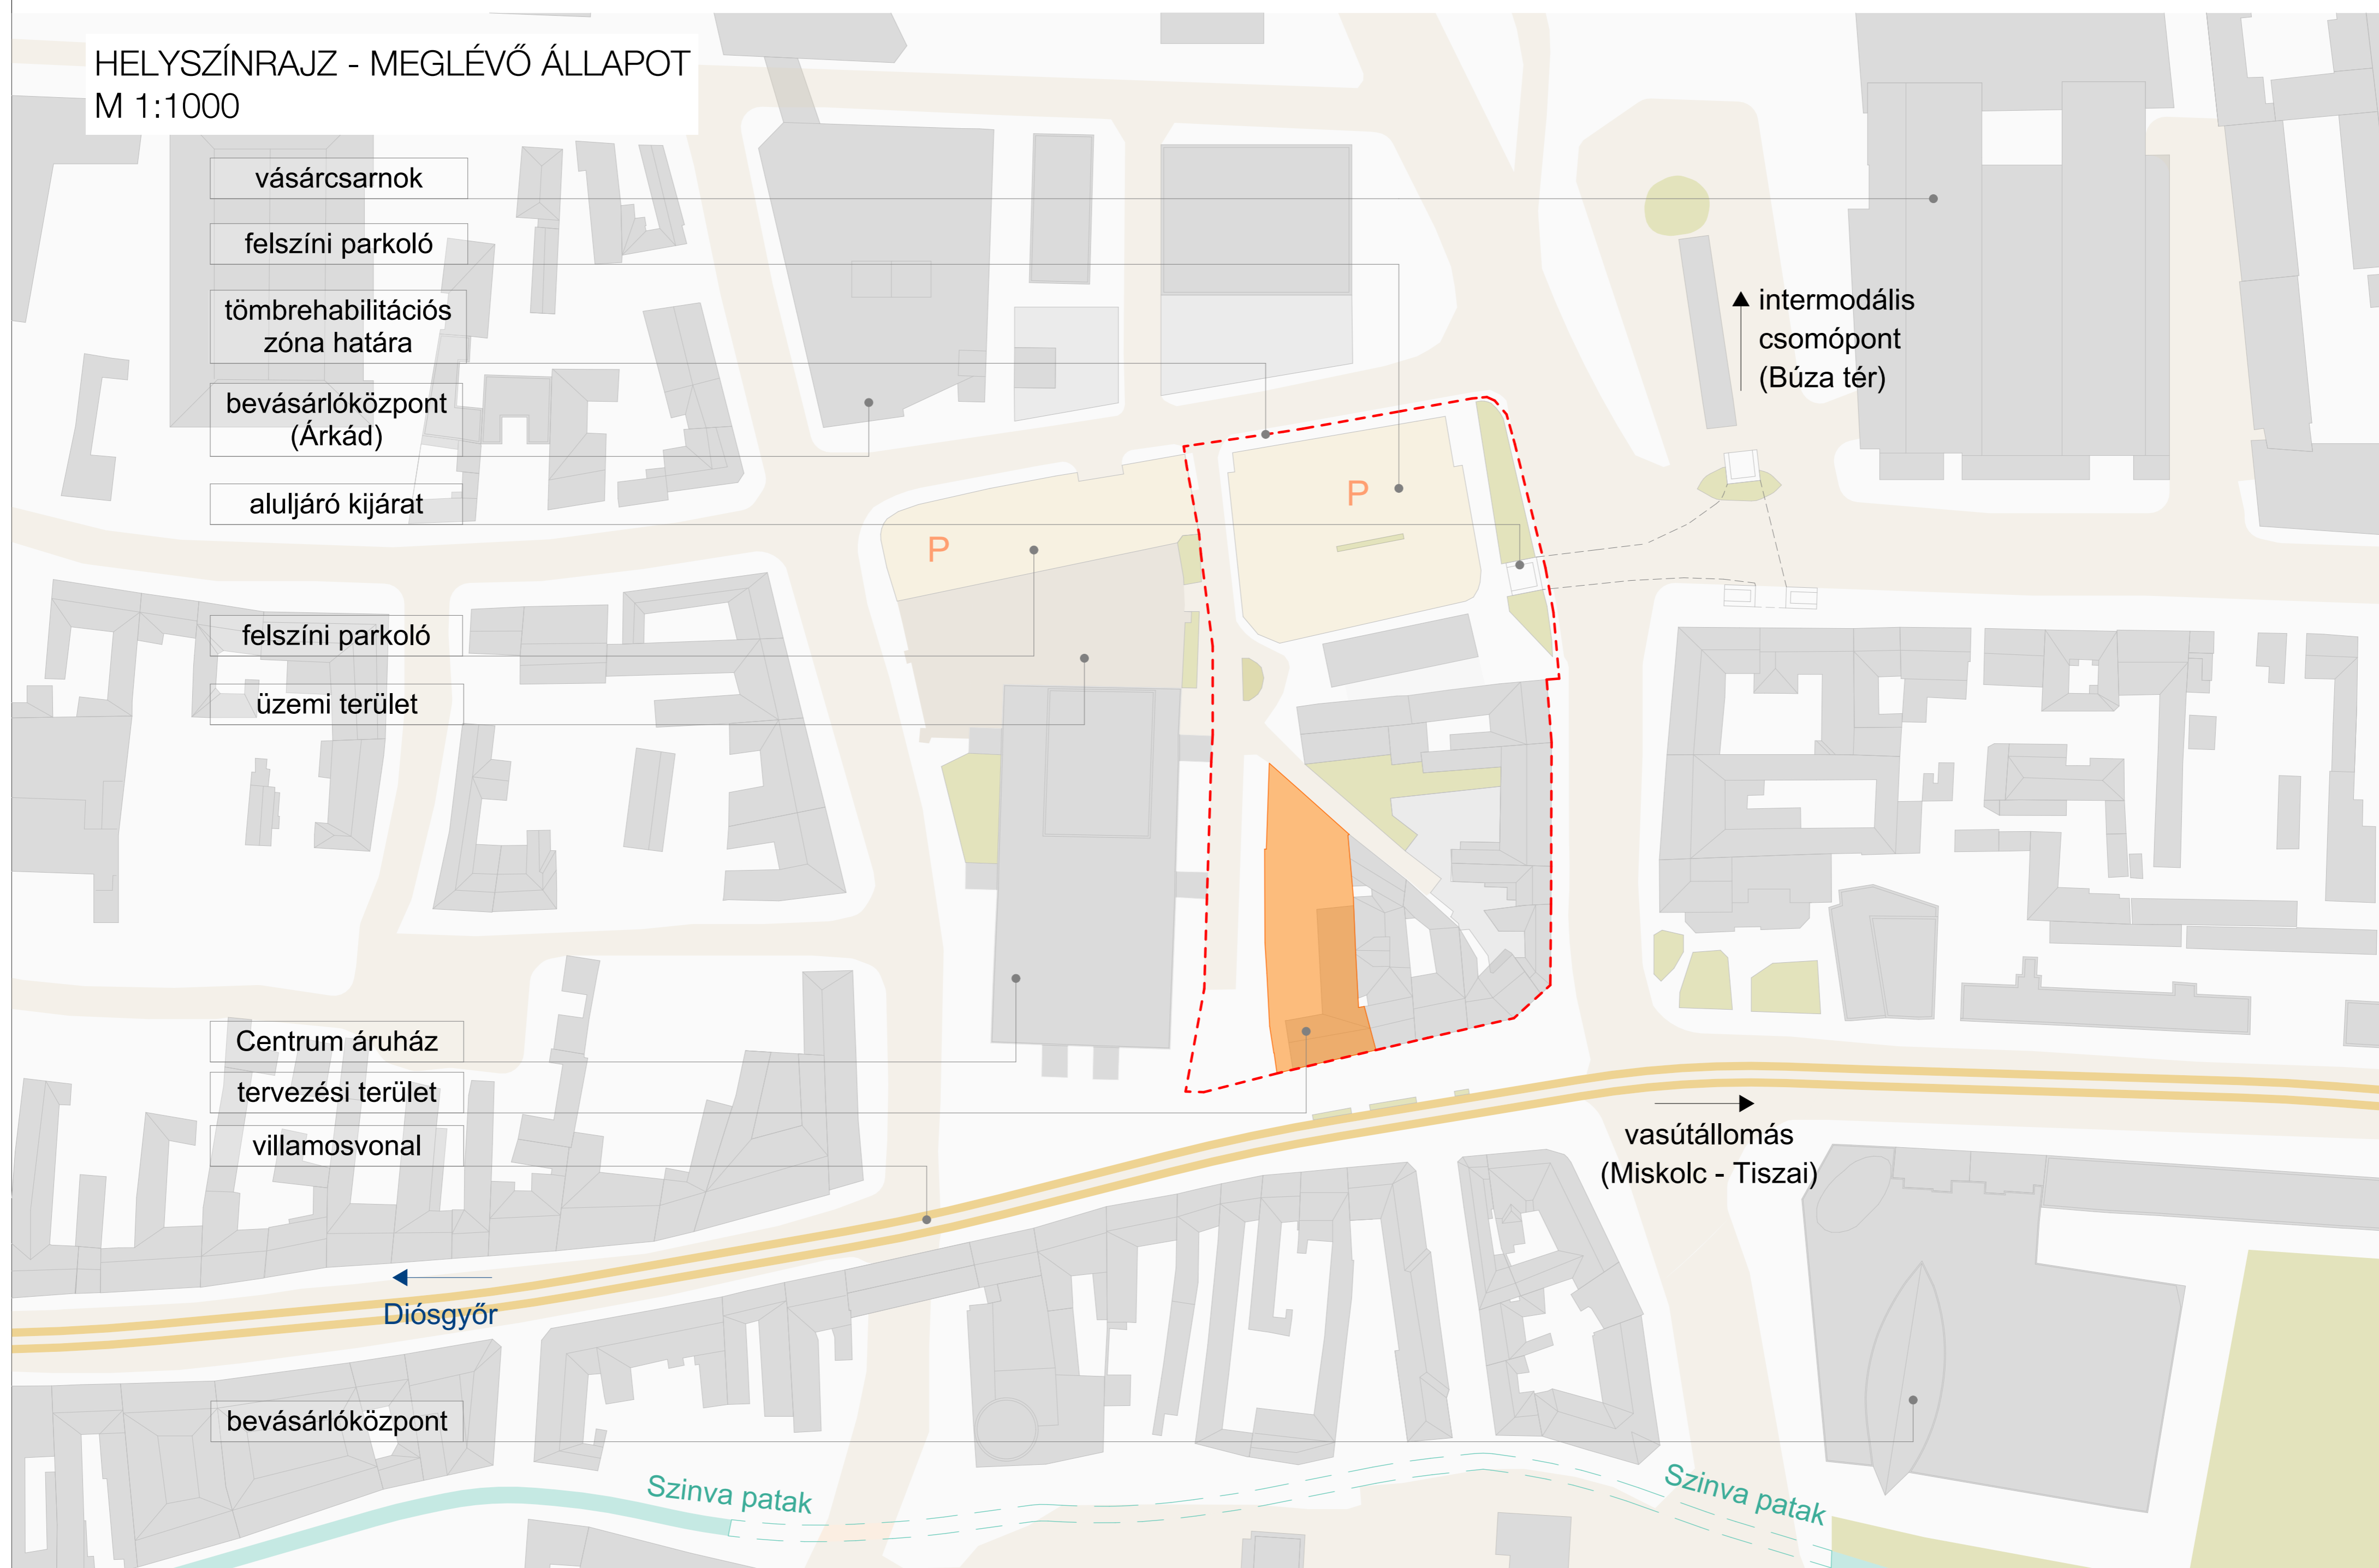 HELYSZÍNRAJZ - MEGLÉVŐ ÁLLAPOT
M 1:1000
vásárcsarnok
felszíni parkoló
tömbrehabilitációs
zóna határa
bevásárlóközpont
(Árkád)
aluljáró kijárat
felszíni parkoló
üzemi terület
Centrum áruház
tervezési terület
villamosvonal
bevásárlóközpont
intermodális
csomópont
(Búza tér)
P
P
vasútállomás
(Miskolc - Tiszai)
Diósgyőr
Szinva patak
Szinva patak